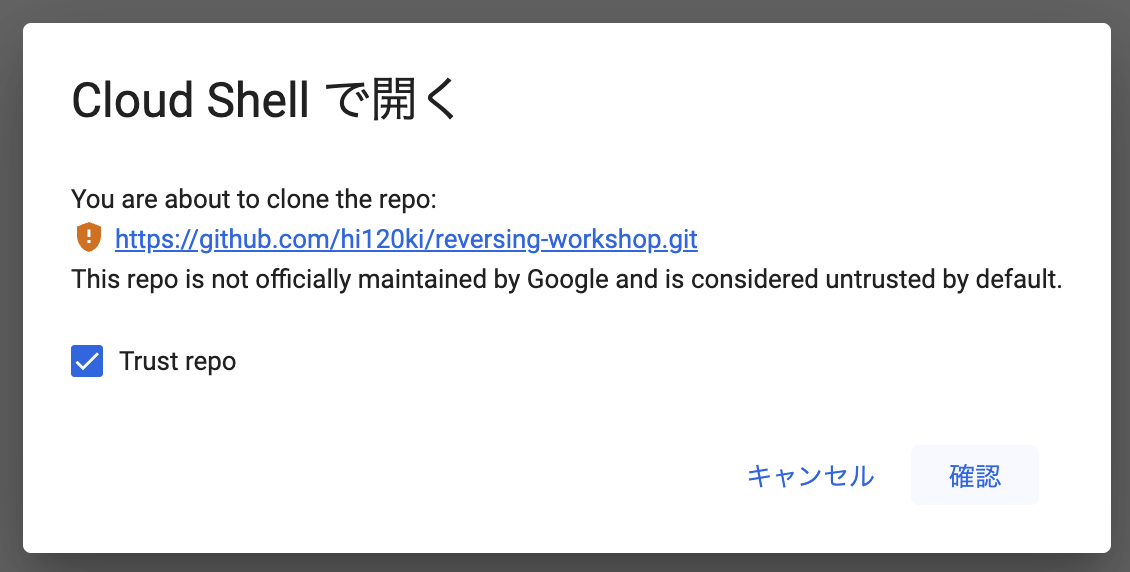 Cloud Shell で開く
You are about to clone the repo:
https://github.com/hi120ki/reversing-workshop.git
This repo is not officially maintained by Google and is considered untrusted by default.
Trust repo
キャンセル 確認